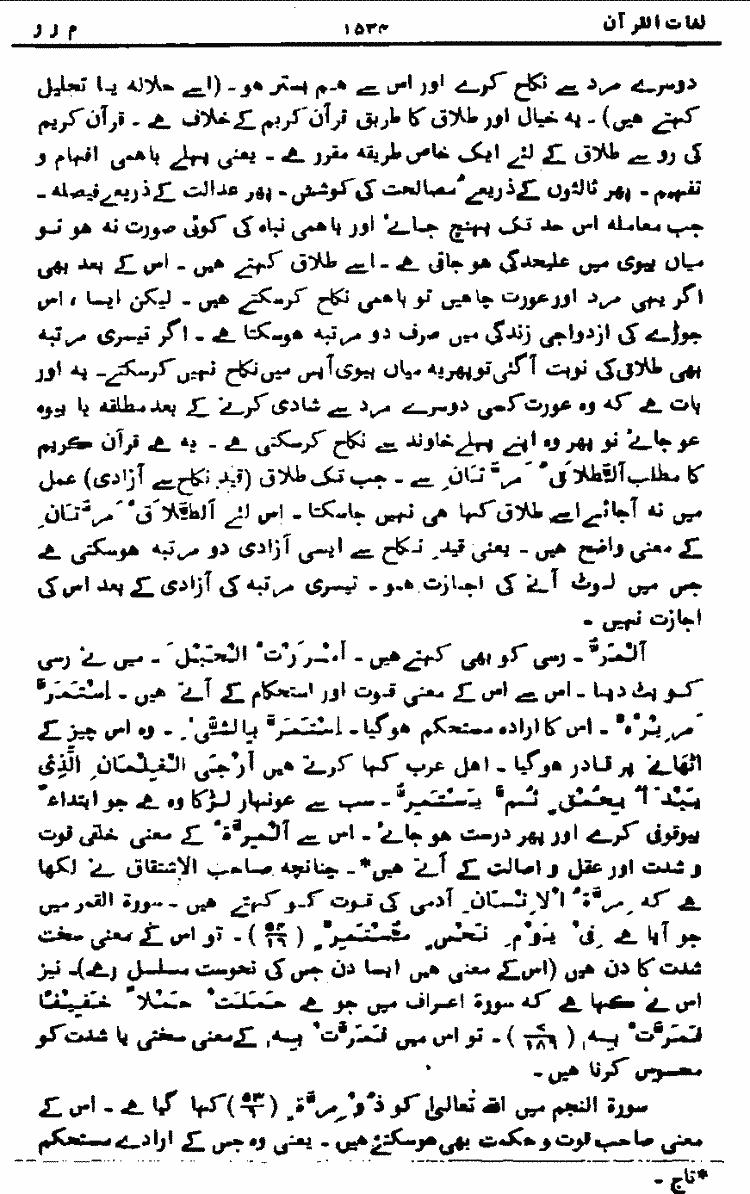 لغات القرآن ۱۵۳۴ م ر ر
دوسرے مرد سے نکاح کرے اور اس سے ہم بستر ہو۔ (اسے حلالہ یا تحلیل
کہتے ہیں)۔ یہ خیال اور طلاق کا طریق قرآن کریم کے خلاف ہے۔ قرآن کریم
کی رو سے طلاق کے لئے ایک خاص طریقہ مقرر ہے۔ یعنی پہلے باہمی افہام و
تفہیم۔ پھر ثالثوں کے ذریعے مصالحت کی کوشش۔ پھر عدالت کے ذریعے فیصلہ۔
جب معاملہ اس حد تک پہنچ جائے اور باہمی نباہ کی کوئی صورت نہ ہو تو
میاں بیوی میں علیحدگی ہو جاتی ہے۔ اسے طلاق کہتے ہیں۔ اس کے بعد بھی
اگر یہی مرد اور عورت چاہیں تو باہمی نکاح کرسکتے ہیں۔ لیکن ایسا، اس
جوڑے کی ازدواجی زندگی میں صرف دو مرتبہ ہوسکتا ہے۔ اگر تیسری مرتبہ
بھی طلاق کی نوبت آگئی تو پھر یہ میاں بیوی آپس میں نکاح نہیں کرسکتے۔ یہ اور
بات ہے کہ وہ عورت کسی دوسرے مرد سے شادی کرنے کے بعد مطلقہ یا بیوہ
ہو جائے تو پھر وہ اپنے پہلے خاوند سے نکاح کرسکتی ہے۔ یہ ہے قرآن کریم
کا مطلب اَلطَّلَاقُ مَرَّتَانِ سے۔ جب تک طلاق (قیدِ نکاح سے آزادی) عمل
میں نہ آجائے اسے طلاق کہا ہی نہیں جاسکتا۔ اس لئے اَلطَّلَاقُ مَرَّتَانِ
کے معنی واضح ہیں۔ یعنی قیدِ نکاح سے ایسی آزادی دو مرتبہ ہوسکتی ہے
جس میں لوٹ آنے کی اجازت ہو۔ تیسری مرتبہ کی آزادی کے بعد اس کی
اجازت نہیں۔
اَلْمَرُّ۔ رسی کو بھی کہتے ہیں۔ اَمْرَرْتُ الْحَبْلَ۔ میں نے رسی
کو بٹ دیا۔ اس سے اس کے معنی قوت اور استحکام کے آتے ہیں۔ اِسْتَمَرَّ
مَرِیْرُہٗ۔ اس کا ارادہ مستحکم ہوگیا۔ اِسْتَمَرَّ بِالشَّیْءِ۔ وہ اس چیز کے
اٹھانے پر قادر ہوگیا۔ اہل عرب کہا کرتے ہیں اَرْجَی الْغِلْمَانِ الَّذِیْ
یَبْدَاُ یَحْمُقُ ثُمَّ یَسْتَمِرُّ۔ سب سے ہونہار لڑکا وہ ہے جو ابتداءً
بیوقوفی کرے اور پھر درست ہو جائے۔ اس سے اَلْمِرَّةُ کے معنی خلقی قوت
و شدت اور عقل و اصالت کے آتے ہیں*۔ چنانچہ صاحب الاشتقاق نے لکھا
ہے کہ مِرَّةُ الْاِنْسَانِ آدمی کی قوت کو کہتے ہیں۔ سورۃ القمر میں
جو آیا ہے فِیْ یَوْمِ نَحْسٍ مُّسْتَمِرٍّ (۵۴/۱۹)۔ تو اس کے معنی سخت
شدت کا دن ہیں (اس کے معنی ہیں ایسا دن جس کی نحوست مسلسل رہے)۔ نیز
اس نے کہا ہے کہ سورۃ اعراف میں جو ہے حَمَلَتْ حَمْلًا خَفِیْفًا
فَمَرَّتْ بِہٖ (۷/۱۸۹)۔ تو اس میں فَمَرَّتْ بِہٖ کے معنی سختی یا شدت کو
محسوس کرنا ہیں۔
سورۃ النجم میں اللہ تعالیٰ کو ذُوْ مِرَّةٍ (۵۳/۶) کہا گیا ہے۔ اس کے
معنی صاحب قوت و حکمت بھی ہوسکتے ہیں۔ یعنی وہ جس کے ارادے مستحکم
*تاج۔